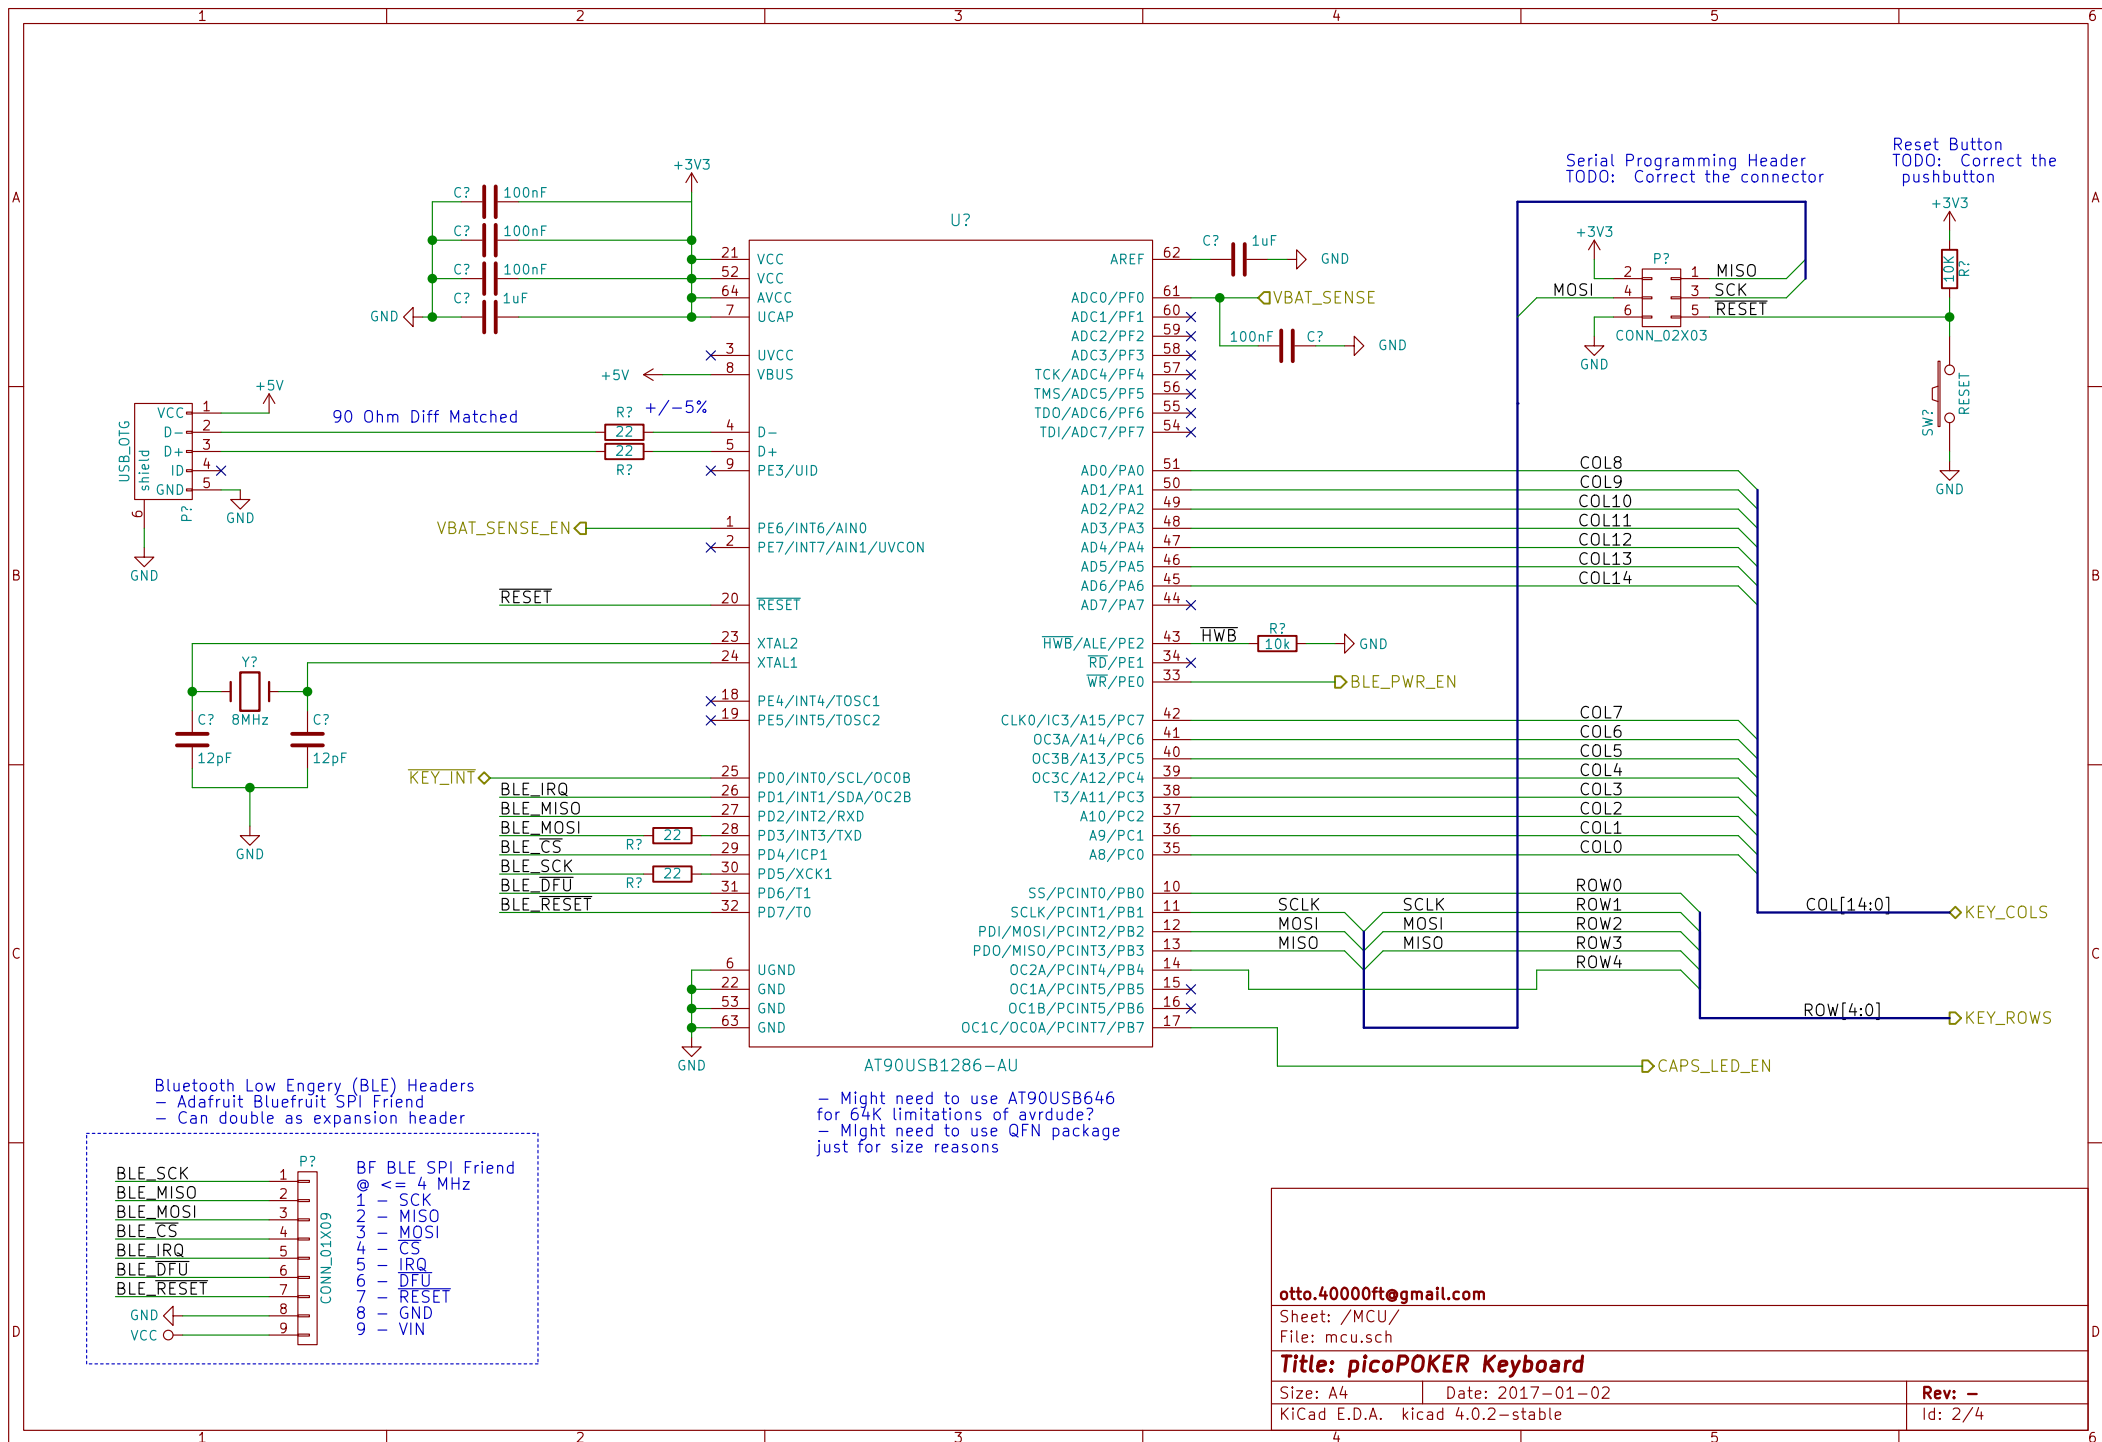 1 2 3 4 5 6
A
B
C
D
A
B
C
D
1 2 3 4 5 6
+3V3
C? 100nF
C? 100nF
C? 100nF
C? 1uF
GND
U?
21 VCC
52 VCC
64 AVCC
7 UCAP
3 UVCC
8 VBUS
+5V
4 D-
5 D+
9 PE3/UID
1 PE6/INT6/AIN0
2 PE7/INT7/AIN1/UVCON
20 RESET
23 XTAL2
24 XTAL1
18 PE4/INT4/TOSC1
19 PE5/INT5/TOSC2
25 PD0/INT0/SCL/OC0B
26 PD1/INT1/SDA/OC2B
27 PD2/INT2/RXD
28 PD3/INT3/TXD
29 PD4/ICP1
30 PD5/XCK1
31 PD6/T1
32 PD7/T0
6 UGND
22 GND
53 GND
63 GND
GND
AREF 62
ADC0/PF0 61
ADC1/PF1 60
ADC2/PF2 59
ADC3/PF3 58
TCK/ADC4/PF4 57
TMS/ADC5/PF5 56
TDO/ADC6/PF6 55
TDI/ADC7/PF7 54
AD0/PA0 51
AD1/PA1 50
AD2/PA2 49
AD3/PA3 48
AD4/PA4 47
AD5/PA5 46
AD6/PA6 45
AD7/PA7 44
HWB/ALE/PE2 43
RD/PE1 34
WR/PE0 33
CLK0/IC3/A15/PC7 42
OC3A/A14/PC6 41
OC3B/A13/PC5 40
OC3C/A12/PC4 39
T3/A11/PC3 38
A10/PC2 37
A9/PC1 36
A8/PC0 35
SS/PCINT0/PB0 10
SCLK/PCINT1/PB1 11
PDI/MOSI/PCINT2/PB2 12
PDO/MISO/PCINT3/PB3 13
OC2A/PCINT4/PB4 14
OC1A/PCINT5/PB5 15
OC1B/PCINT5/PB6 16
OC1C/OC0A/PCINT7/PB7 17
AT90USB1286-AU
- Might need to use AT90USB646
for 64K limitations of avrdude?
- MIght need to use QFN package
just for size reasons
+5V
USB_OTG
shield
VCC 1
D- 2
D+ 3
ID 4
GND 5
6
P?
GND
GND
90 Ohm Diff Matched
R? +/-5%
22
22
R?
VBAT_SENSE_EN
RESET
Y?
8MHz
C?
12pF
C?
12pF
GND
KEY_INT
BLE_IRQ
BLE_MISO
BLE_MOSI
R? 22
BLE_CS
BLE_SCK
R? 22
BLE_DFU
BLE_RESET
C? 1uF
GND
VBAT_SENSE
100nF C?
GND
Serial Programming Header
TODO:  Correct the connector
+3V3
P?
2 1 MISO
MOSI 4 3 SCK
6 5 RESET
CONN_02X03
GND
Reset Button
TODO:  Correct the
pushbutton
+3V3
10K
R?
SW?
RESET
GND
COL8
COL9
COL10
COL11
COL12
COL13
COL14
HWB
R?
10k
GND
BLE_PWR_EN
COL7
COL6
COL5
COL4
COL3
COL2
COL1
COL0
ROW0
SCLK SCLK ROW1
MOSI MOSI ROW2
MISO MISO ROW3
ROW4
COL[14:0] KEY_COLS
ROW[4:0] KEY_ROWS
CAPS_LED_EN
Bluetooth Low Engery (BLE) Headers
- Adafruit Bluefruit SPI Friend
- Can double as expansion header
P?
BLE_SCK 1
BLE_MISO 2
BLE_MOSI 3
BLE_CS 4
BLE_IRQ 5
BLE_DFU 6
BLE_RESET 7
GND 8
VCC 9
CONN_01X09
BF BLE SPI Friend
@ <= 4 MHz
1 - SCK
2 - MISO
3 - MOSI
4 - CS
5 - IRQ
6 - DFU
7 - RESET
8 - GND
9 - VIN
otto.40000ft@gmail.com
Sheet: /MCU/
File: mcu.sch
Title: picoPOKER Keyboard
Size: A4 Date: 2017-01-02 Rev: -
KiCad E.D.A.  kicad 4.0.2-stable Id: 2/4